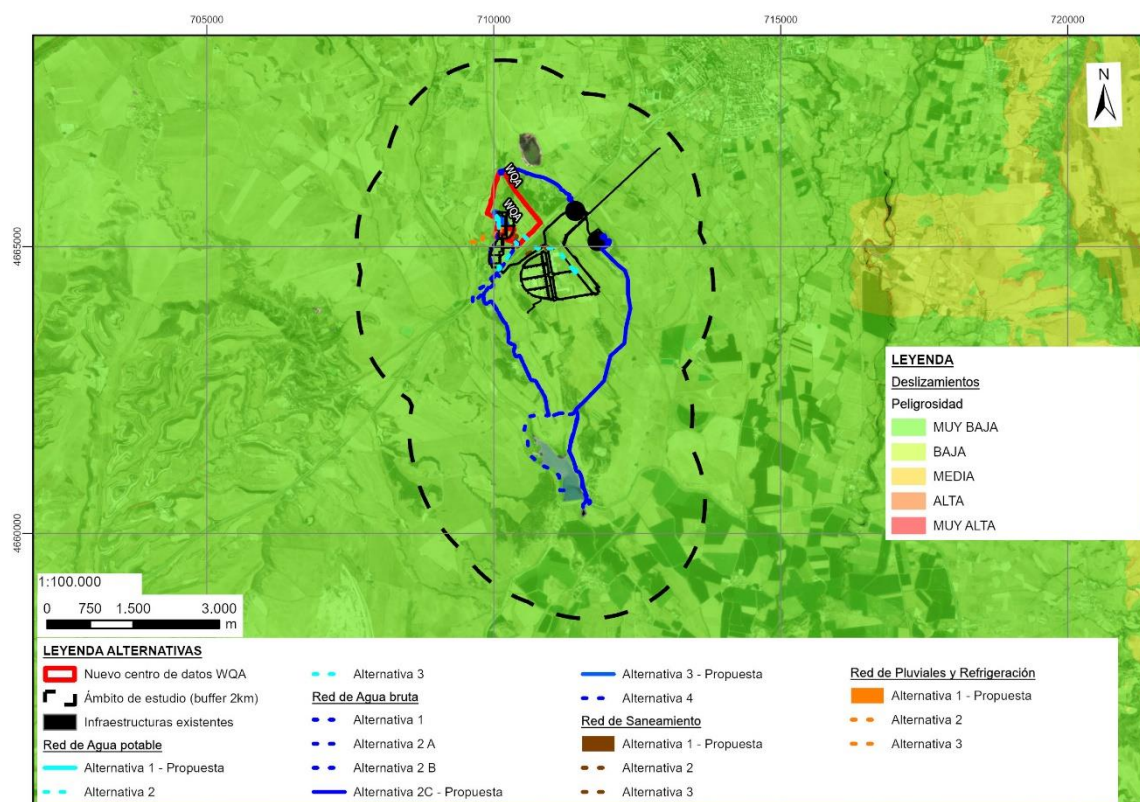 705000
710000
715000
720000
N
WQA
WQA
4665000
4660000
LEYENDA
Deslizamientos
Peligrosidad
MUY BAJA
BAJA
MEDIA
ALTA
MUY ALTA
1:100.000
0 750 1.500 3.000
m
LEYENDA ALTERNATIVAS
Nuevo centro de datos WQA
Ámbito de estudio (buffer 2km)
Infraestructuras existentes
Red de Agua potable
Alternativa 1 - Propuesta
Alternativa 2
Alternativa 3
Red de Agua bruta
Alternativa 1
Alternativa 2 A
Alternativa 2 B
Alternativa 2C - Propuesta
Alternativa 3 - Propuesta
Alternativa 4
Red de Saneamiento
Alternativa 1 - Propuesta
Alternativa 2
Alternativa 3
Red de Pluviales y Refrigeración
Alternativa 1 - Propuesta
Alternativa 2
Alternativa 3